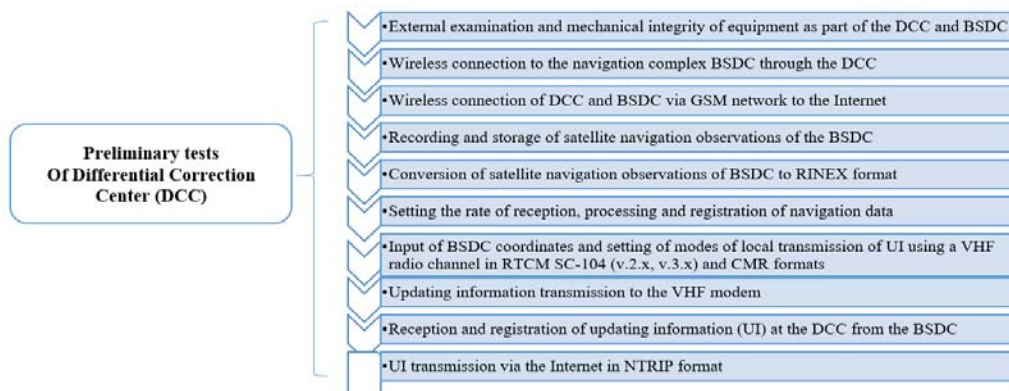 Preliminary tests
Of Differential Correction
Center (DCC)
•External examination and mechanical integrity of equipment as part of the DCC and BSDC
•Wireless connection to the navigation complex BSDC through the DCC
•Wireless connection of DCC and BSDC via GSM network to the Internet
•Recording and storage of satellite navigation observations of the BSDC
•Conversion of satellite navigation observations of BSDC to RINEX format
•Setting the rate of reception, processing and registration of navigation data
•Input of BSDC coordinates and setting of modes of local transmission of UI using a VHF
radio channel in RTCM SC-104 (v.2.x, v.3.x) and CMR formats
•Updating information transmission to the VHF modem
•Reception and registration of updating information (UI) at the DCC from the BSDC
•UI transmission via the Internet in NTRIP format